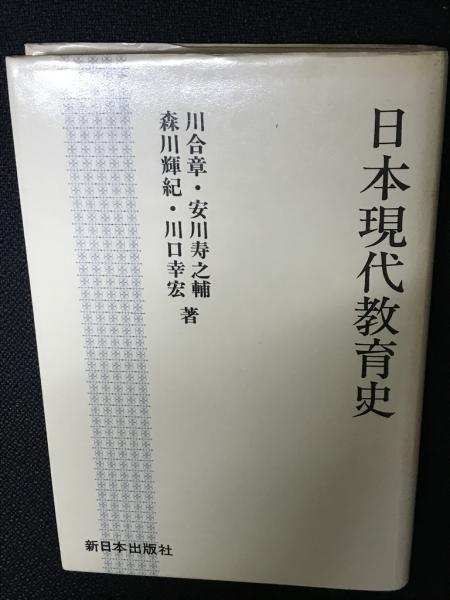 日本現代教育史
川合章・安川寿之輔
森川輝紀・川口幸宏 著
新日本出版社